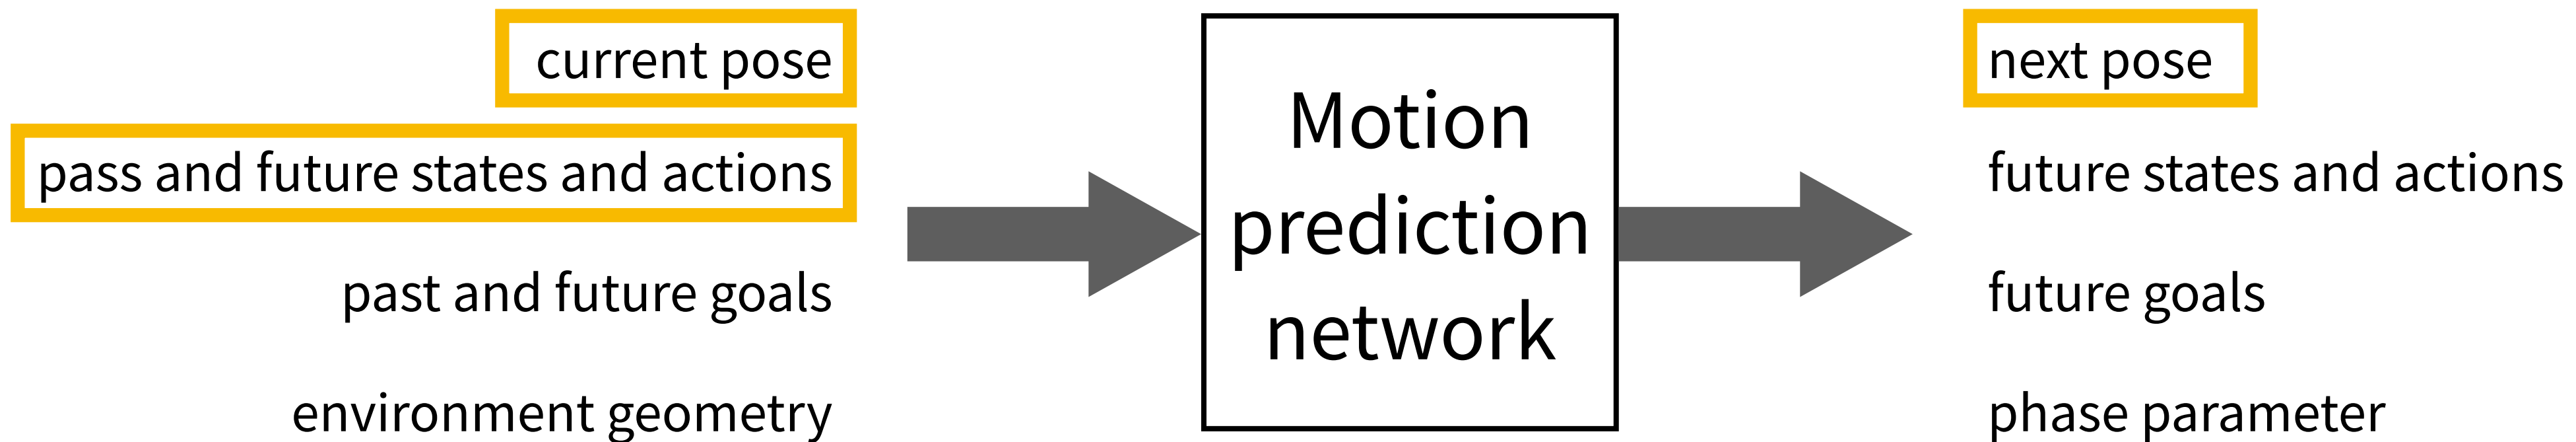 current pose
pass and future states and actions
past and future goals
environment geometry
Motion
prediction
network
next pose
future states and actions
future goals
phase parameter